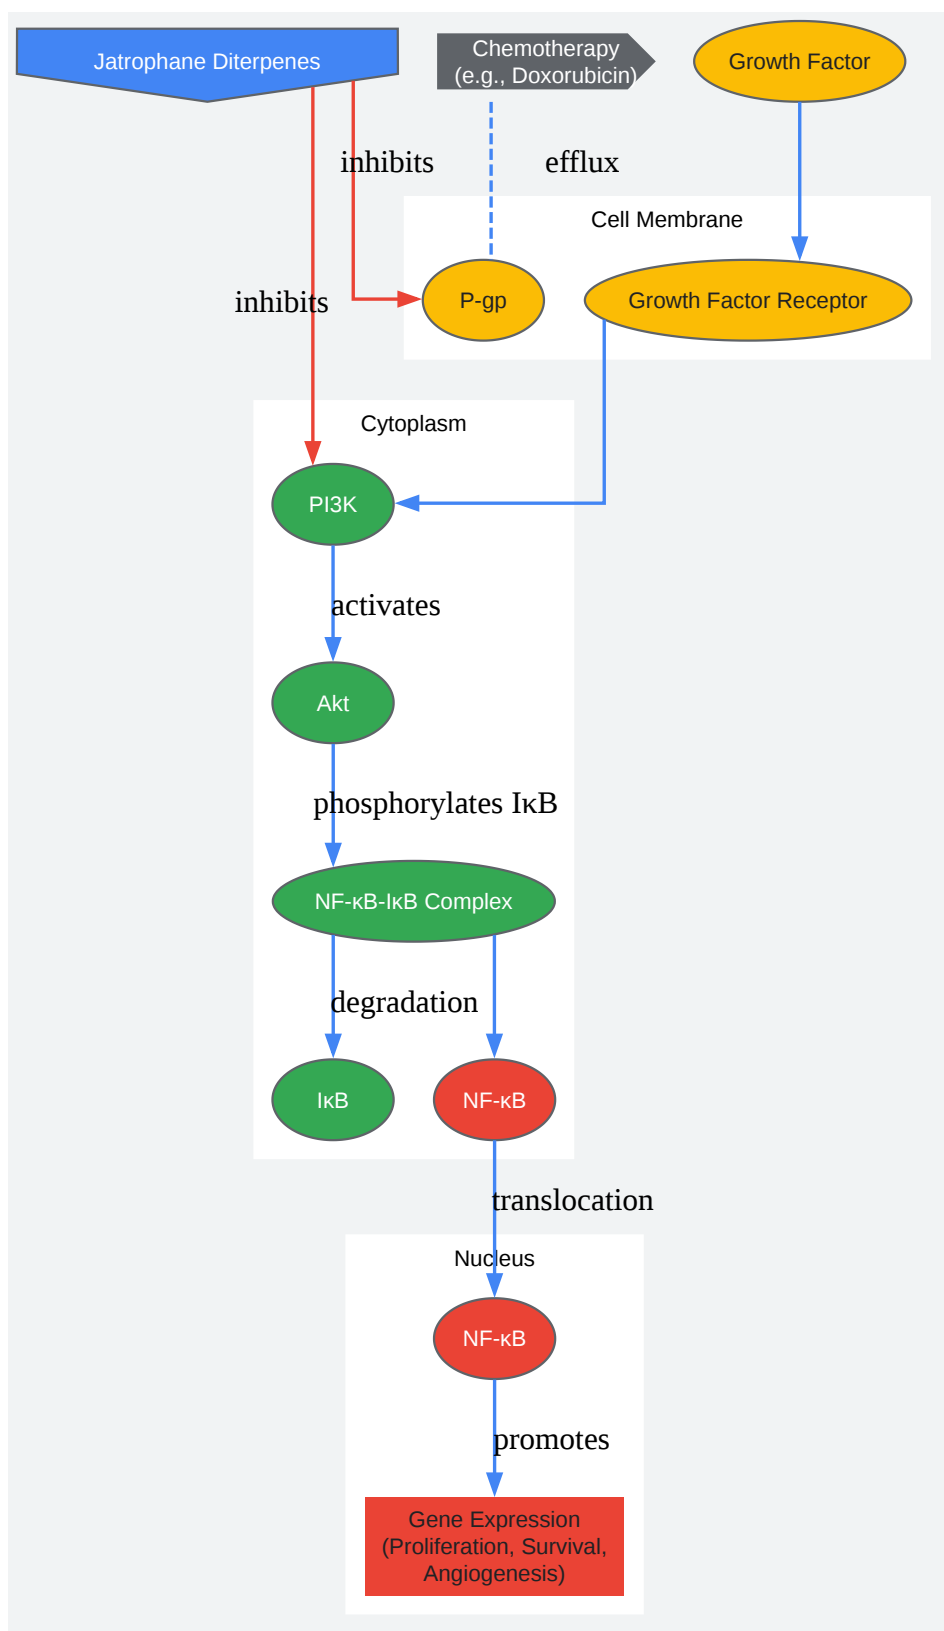 Jatrophane Diterpenes
Chemotherapy
(e.g., Doxorubicin)
Growth Factor
inhibits
efflux
Cell Membrane
P-gp
Growth Factor Receptor
inhibits
Cytoplasm
PI3K
activates
Akt
phosphorylates IκB
NF-κB-IκB Complex
degradation
IκB
NF-κB
translocation
Nucleus
NF-κB
promotes
Gene Expression
(Proliferation, Survival,
Angiogenesis)